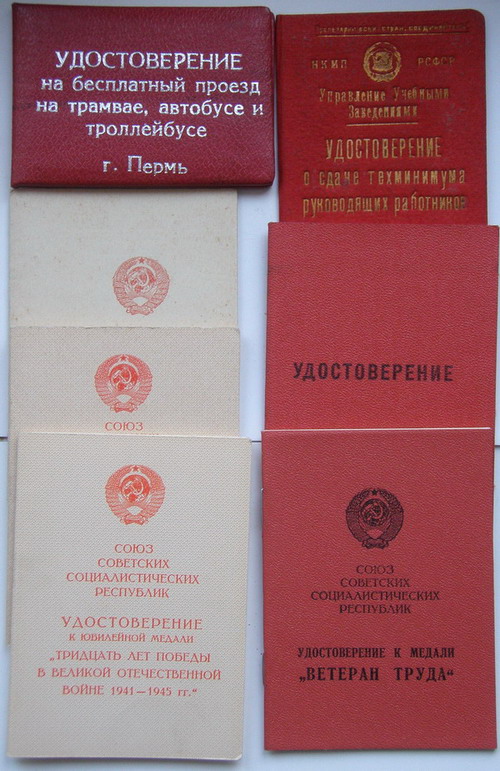 УДОСТОВЕРЕНИЕ
на бесплатный проезд
на трамвае, автобусе и
троллейбусе
г. Пермь
НКМП РСФСР
Управление Учебными
Заведениями
УДОСТОВЕРЕНИЕ
о сдаче техминимума
руководящих работников
СОЮЗ
УДОСТОВЕРЕНИЕ
СОЮЗ
СОВЕТСКИХ
СОЦИАЛИСТИЧЕСКИХ
РЕСПУБЛИК
УДОСТОВЕРЕНИЕ
К ЮБИЛЕЙНОЙ МЕДАЛИ
„ТРИДЦАТЬ ЛЕТ ПОБЕДЫ
В ВЕЛИКОЙ ОТЕЧЕСТВЕННОЙ
ВОЙНЕ 1941—1945 гг.“
СОЮЗ
СОВЕТСКИХ
СОЦИАЛИСТИЧЕСКИХ
РЕСПУБЛИК
УДОСТОВЕРЕНИЕ К МЕДАЛИ
„ВЕТЕРАН ТРУДА“